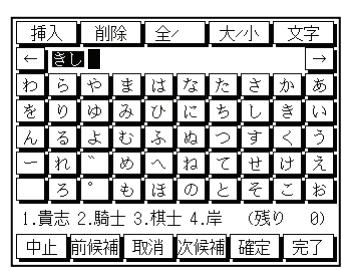 挿入 削除 全/ 大/小 文字
← きし →
わ ら や ま は な た さ か あ
を り ゆ み ひ に ち し き い
ん る よ む ふ ぬ つ す く う
ー れ ゛ め へ ね て せ け え
ろ ゜ も ほ の と そ こ お
1.貴志 2.騎士 3.棋士 4.岸 (残り 0)
中止 前候補 取消 次候補 確定 完了